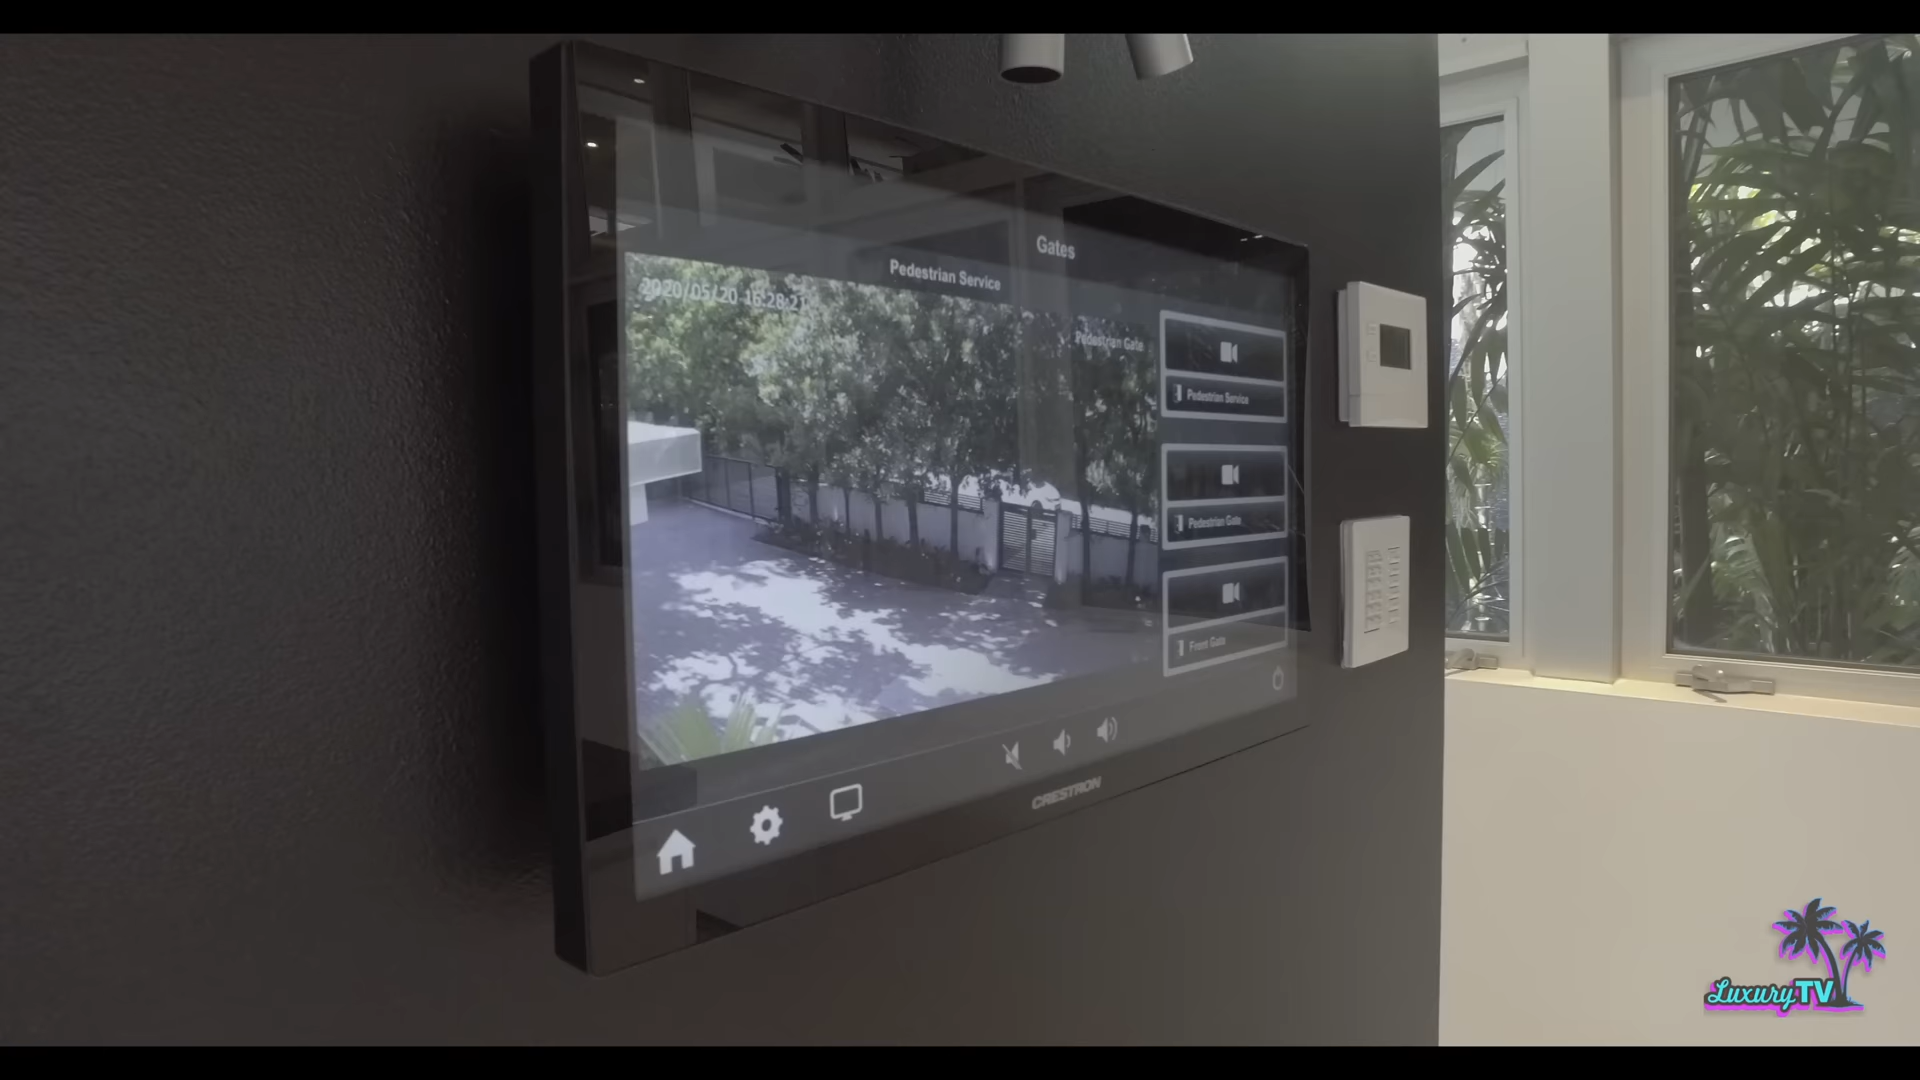 Gates
Pedestrian Service
2020/05/20 16:28:21
Pedestrian Gate
Pedestrian Service
Pedestrian Gate
Front Gate
CRESTRON
LuxuryTV